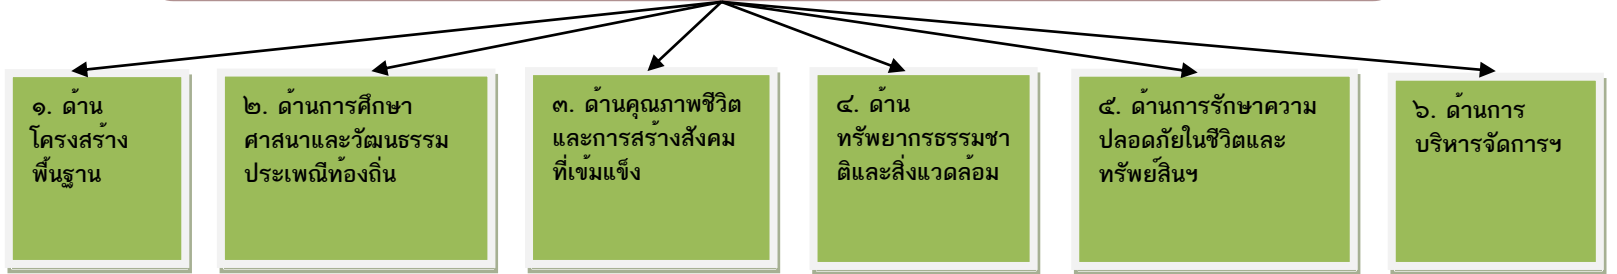 ๑. ด้าน
โครงสร้าง
พื้นฐาน
๒. ด้านการศึกษา
ศาสนาและวัฒนธรรม
ประเพณีท้องถิ่น
๓. ด้านคุณภาพชีวิต
และการสร้างสังคม
ที่เข้มแข็ง
๔. ด้าน
ทรัพยากรธรรมชา
ติและสิ่งแวดล้อม
๕. ด้านการรักษาความ
ปลอดภัยในชีวิตและ
ทรัพย์สินฯ
๖. ด้านการ
บริหารจัดการฯ